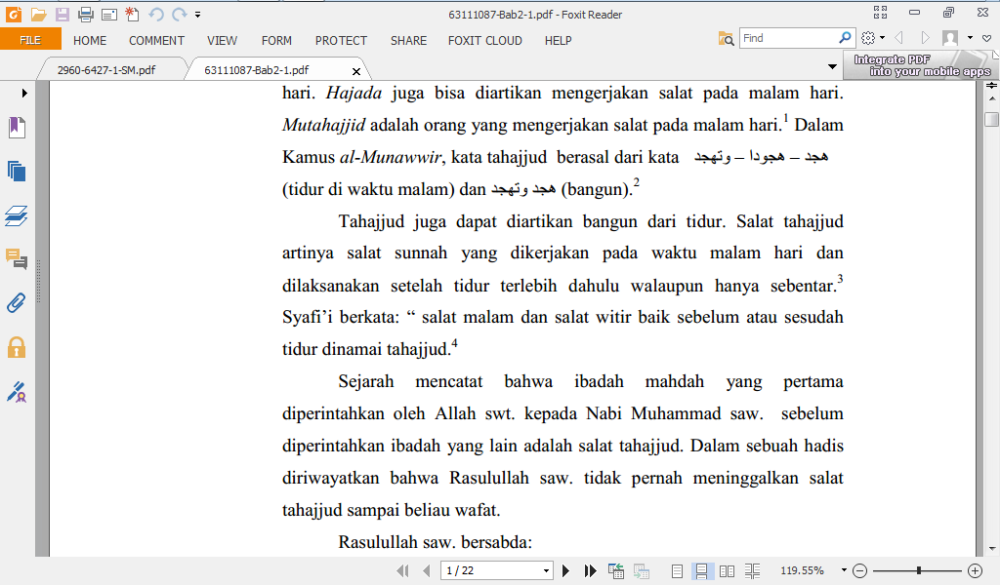 63111087-Bab2-1.pdf - Foxit Reader
FILE HOME COMMENT VIEW FORM PROTECT SHARE FOXIT CLOUD HELP Find
2960-6427-1-SM.pdf 63111087-Bab2-1.pdf x Integrate PDF
into your mobile apps
hari. Hajada juga bisa diartikan mengerjakan salat pada malam hari.
Mutahajjid adalah orang yang mengerjakan salat pada malam hari.1 Dalam
Kamus al-Munawwir, kata tahajjud berasal dari kata هجد – هجودا – وتهجد
(tidur di waktu malam) dan هجد وتهجد (bangun).2
Tahajjud juga dapat diartikan bangun dari tidur. Salat tahajjud
artinya salat sunnah yang dikerjakan pada waktu malam hari dan
dilaksanakan setelah tidur terlebih dahulu walaupun hanya sebentar.3
Syafi’i berkata: “ salat malam dan salat witir baik sebelum atau sesudah
tidur dinamai tahajjud.4
Sejarah mencatat bahwa ibadah mahdah yang pertama
diperintahkan oleh Allah swt. kepada Nabi Muhammad saw. sebelum
diperintahkan ibadah yang lain adalah salat tahajjud. Dalam sebuah hadis
diriwayatkan bahwa Rasulullah saw. tidak pernah meninggalkan salat
tahajjud sampai beliau wafat.
Rasulullah saw. bersabda:
1 / 22 119.55%